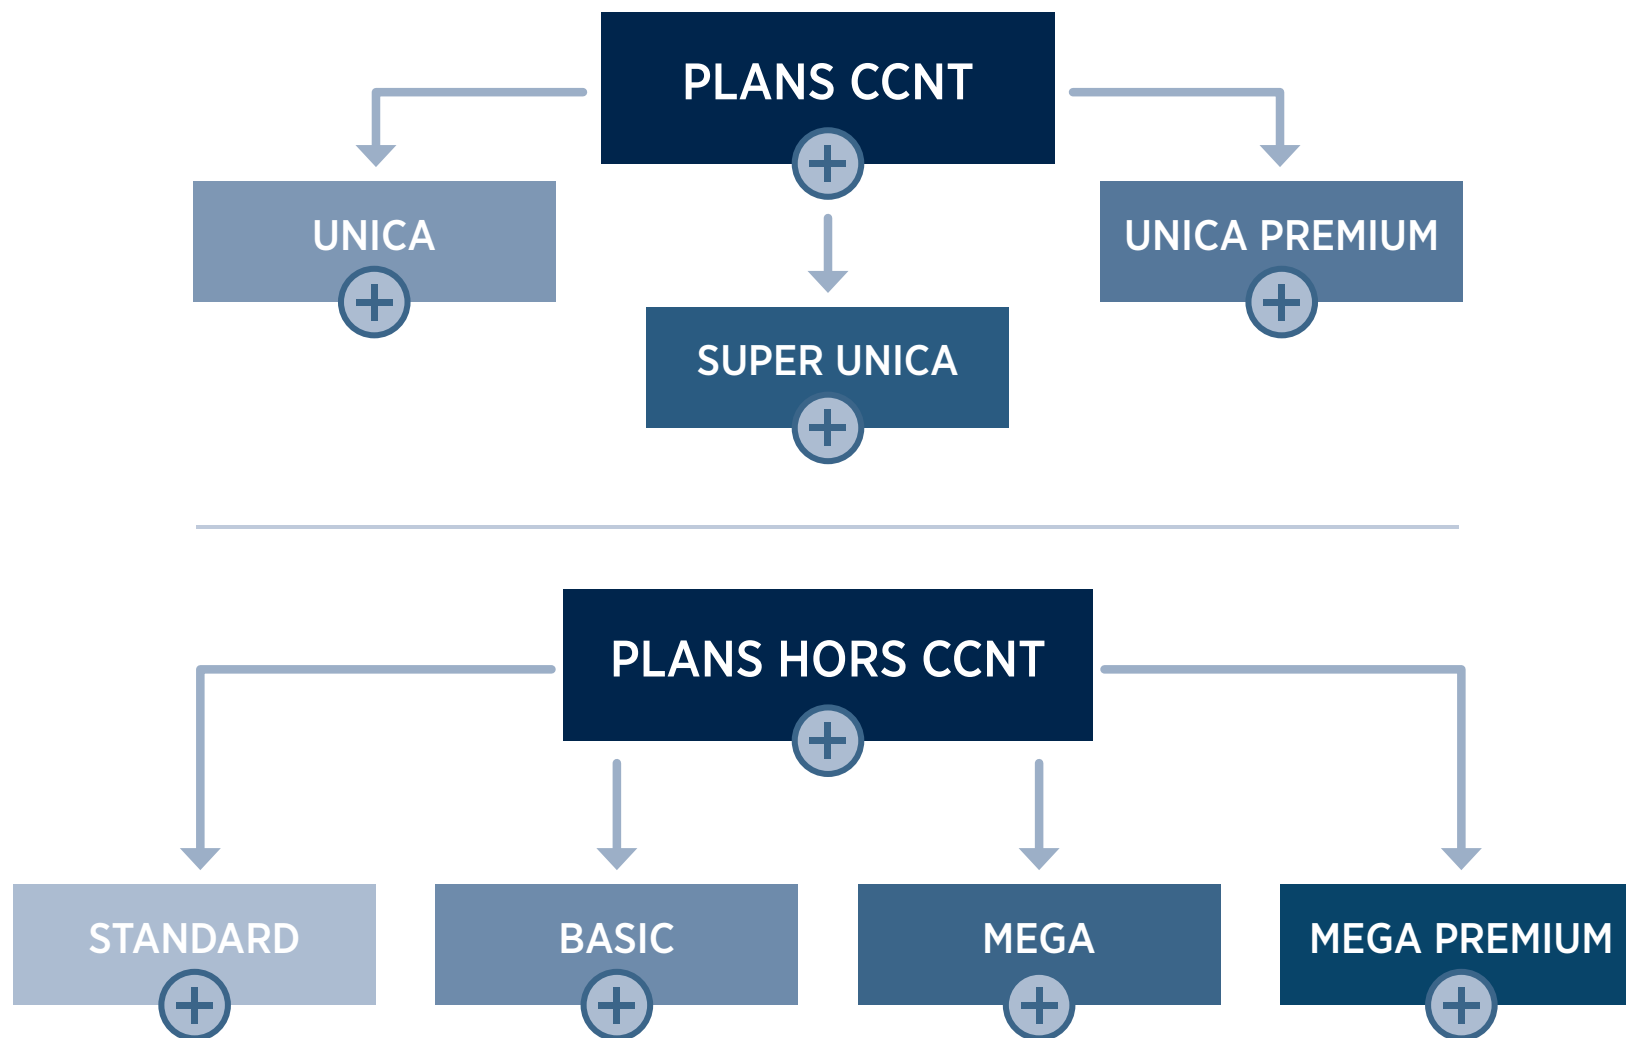 PLANS CCNT
UNICA
UNICA PREMIUM
SUPER UNICA
PLANS HORS CCNT
STANDARD
BASIC
MEGA
MEGA PREMIUM